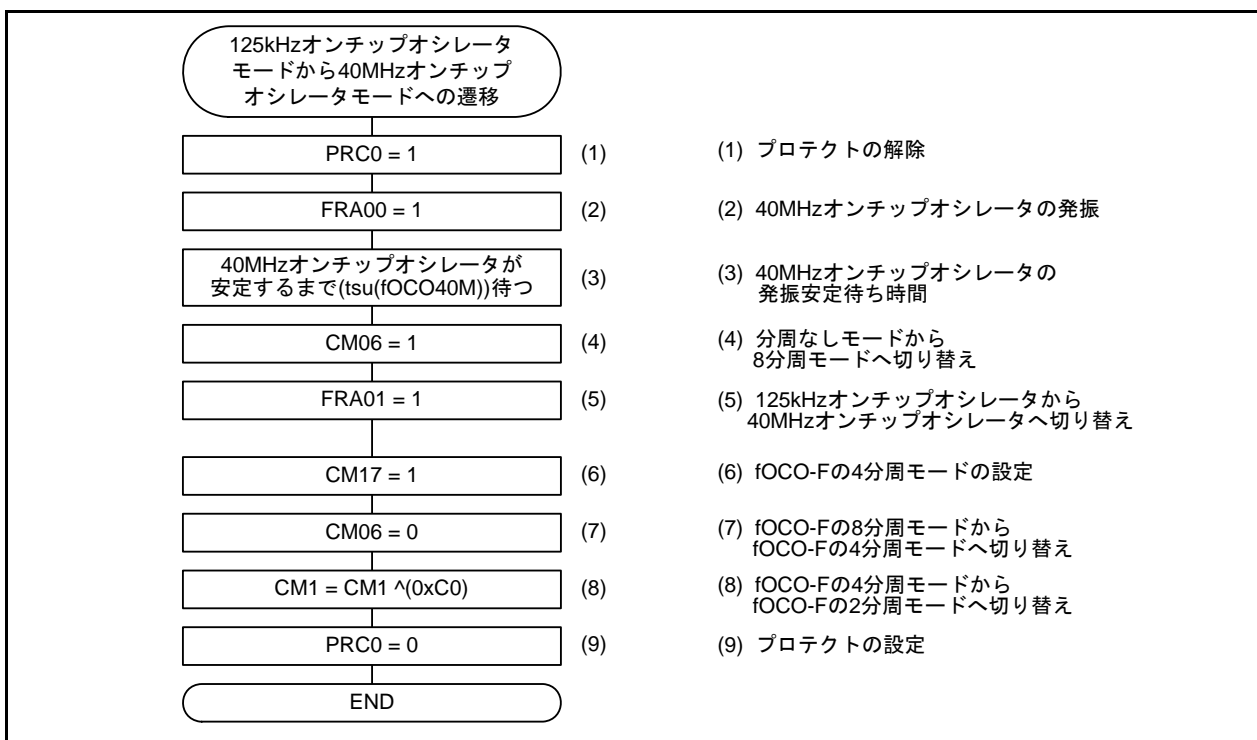 125kHzオンチップオシレータ
モードから40MHzオンチップ
オシレータモードへの遷移
PRC0 = 1
(1)
(1) プロテクトの解除
FRA00 = 1
(2)
(2) 40MHzオンチップオシレータの発振
40MHzオンチップオシレータが
安定するまで(tsu(fOCO40M))待つ
(3)
(3) 40MHzオンチップオシレータの
発振安定待ち時間
CM06 = 1
(4)
(4) 分周なしモードから
8分周モードへ切り替え
FRA01 = 1
(5)
(5) 125kHzオンチップオシレータから
40MHzオンチップオシレータへ切り替え
CM17 = 1
(6)
(6) fOCO-Fの4分周モードの設定
CM06 = 0
(7)
(7) fOCO-Fの8分周モードから
fOCO-Fの4分周モードへ切り替え
CM1 = CM1 ^(0xC0)
(8)
(8) fOCO-Fの4分周モードから
fOCO-Fの2分周モードへ切り替え
PRC0 = 0
(9)
(9) プロテクトの設定
END